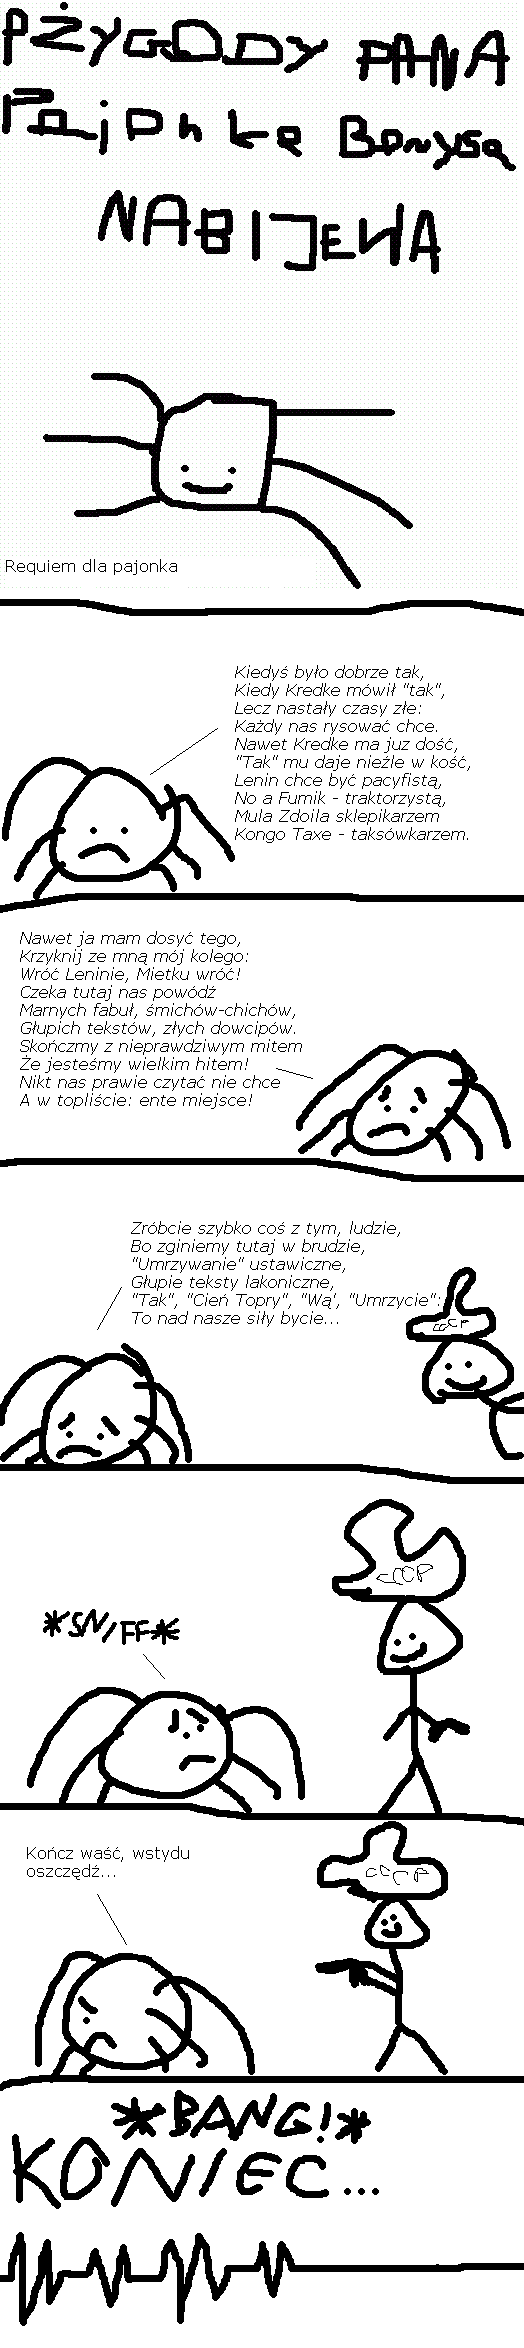 PŻYGODY PANA
Pajonka Bonysa
NABIJEWA
Requiem dla pajonka
Kiedyś było dobrze tak,
Kiedy Kredke mówił "tak",
Lecz nastały czasy złe:
Każdy nas rysować chce.
Nawet Kredke ma juz dość,
"Tak" mu daje nieźle w kość,
Lenin chce być pacyfistą,
No a Fumik - traktorzystą,
Mula Zdoila sklepikarzem
Kongo Taxe - taksówkarzem.
Nawet ja mam dosyć tego,
Krzyknij ze mną mój kolego:
Wróć Leninie, Mietku wróć!
Czeka tutaj nas powódź
Marnych fabuł, śmichów-chichów,
Głupich tekstów, złych dowcipów.
Skończmy z nieprawdziwym mitem
Że jesteśmy wielkim hitem!
Nikt nas prawie czytać nie chce
A w topliście: ente miejsce!
Zróbcie szybko coś z tym, ludzie,
Bo zginiemy tutaj w brudzie,
"Umrzywanie" ustawiczne,
Głupie teksty lakoniczne,
"Tak", "Cień Topry", "Wą', "Umrzycie":
To nad nasze siły bycie...
CCCP
*SNIFF*
CCCP
Kończ waść, wstydu
oszczędź...
CCCP
*BANG!*
KONIEC...